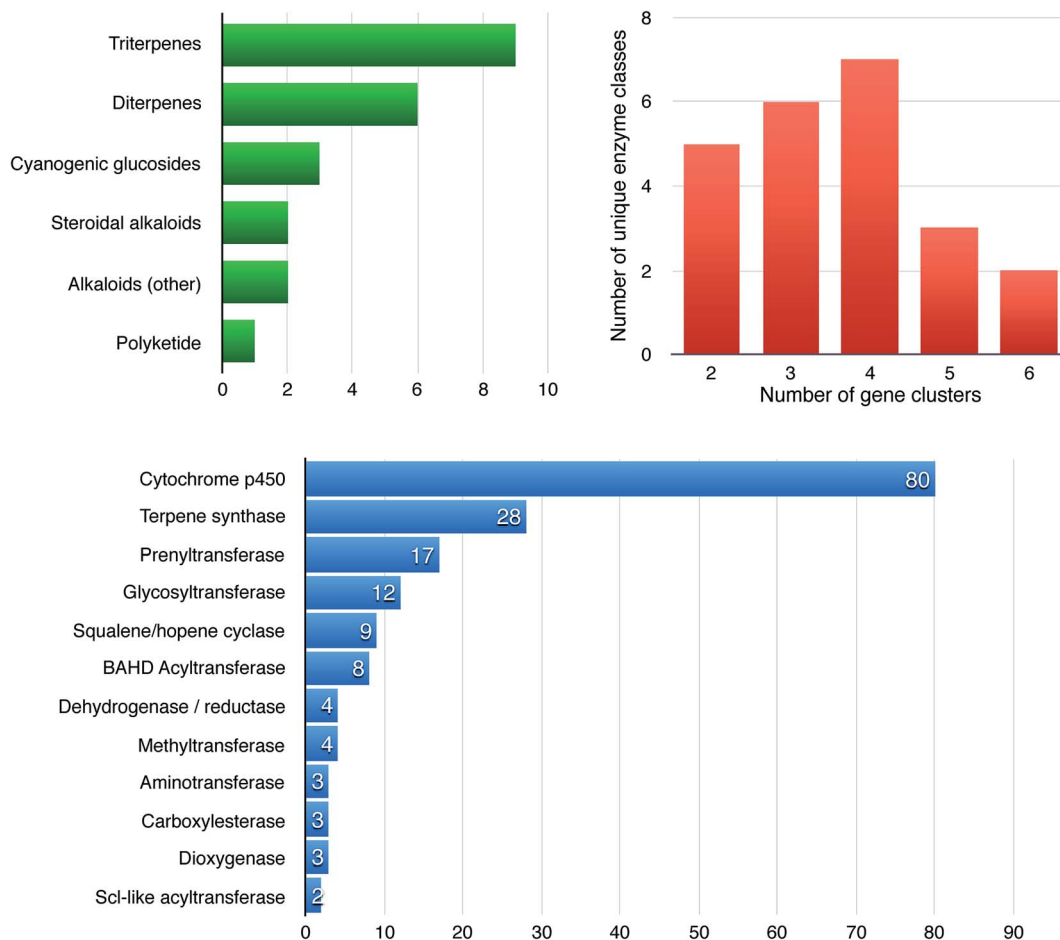 Triterpenes
Diterpenes
Cyanogenic glucosides
Steroidal alkaloids
Alkaloids (other)
Polyketide
0 2 4 6 8 10
Number of unique enzyme classes
8
6
4
2
0
2 3 4 5 6
Number of gene clusters
Cytochrome p450 80
Terpene synthase 28
Prenyltransferase 17
Glycosyltransferase 12
Squalene/hopene cyclase 9
BAHD Acyltransferase 8
Dehydrogenase / reductase 4
Methyltransferase 4
Aminotransferase 3
Carboxylesterase 3
Dioxygenase 3
Scl-like acyltransferase 2
0 10 20 30 40 50 60 70 80 90